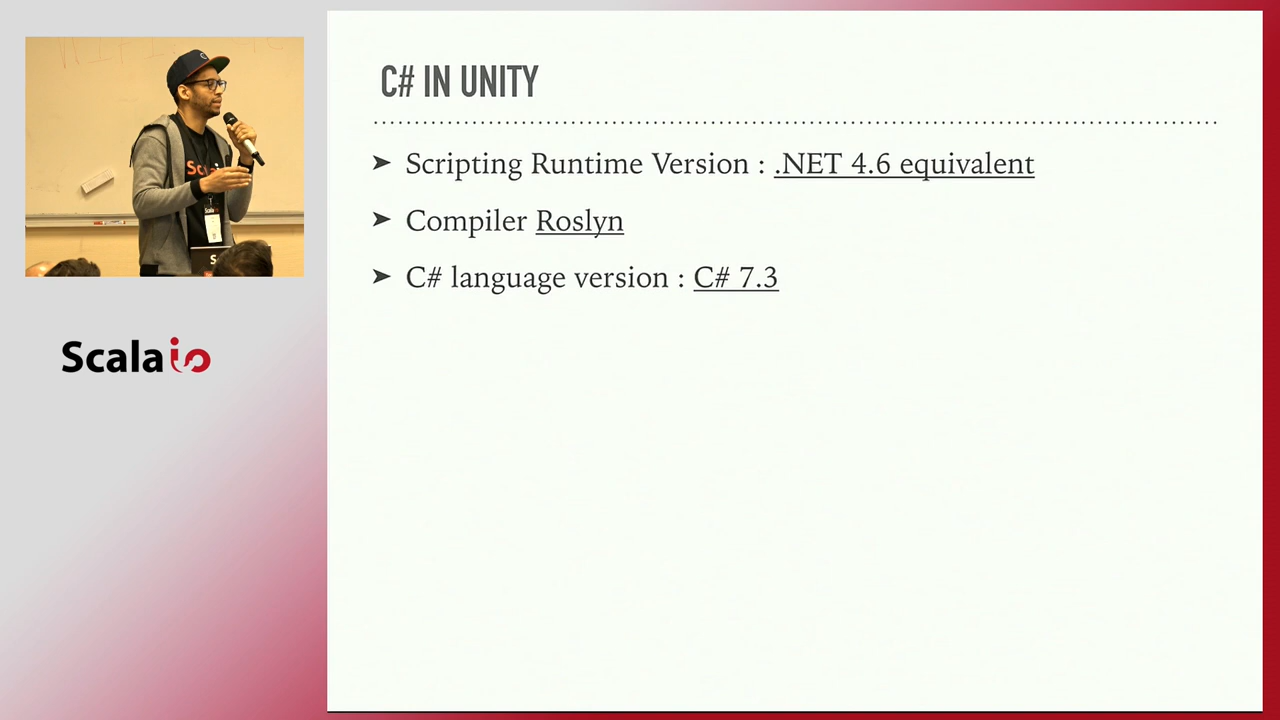 C# IN UNITY
➤ Scripting Runtime Version : .NET 4.6 equivalent
➤ Compiler Roslyn
➤ C# language version : C# 7.3
Scala io